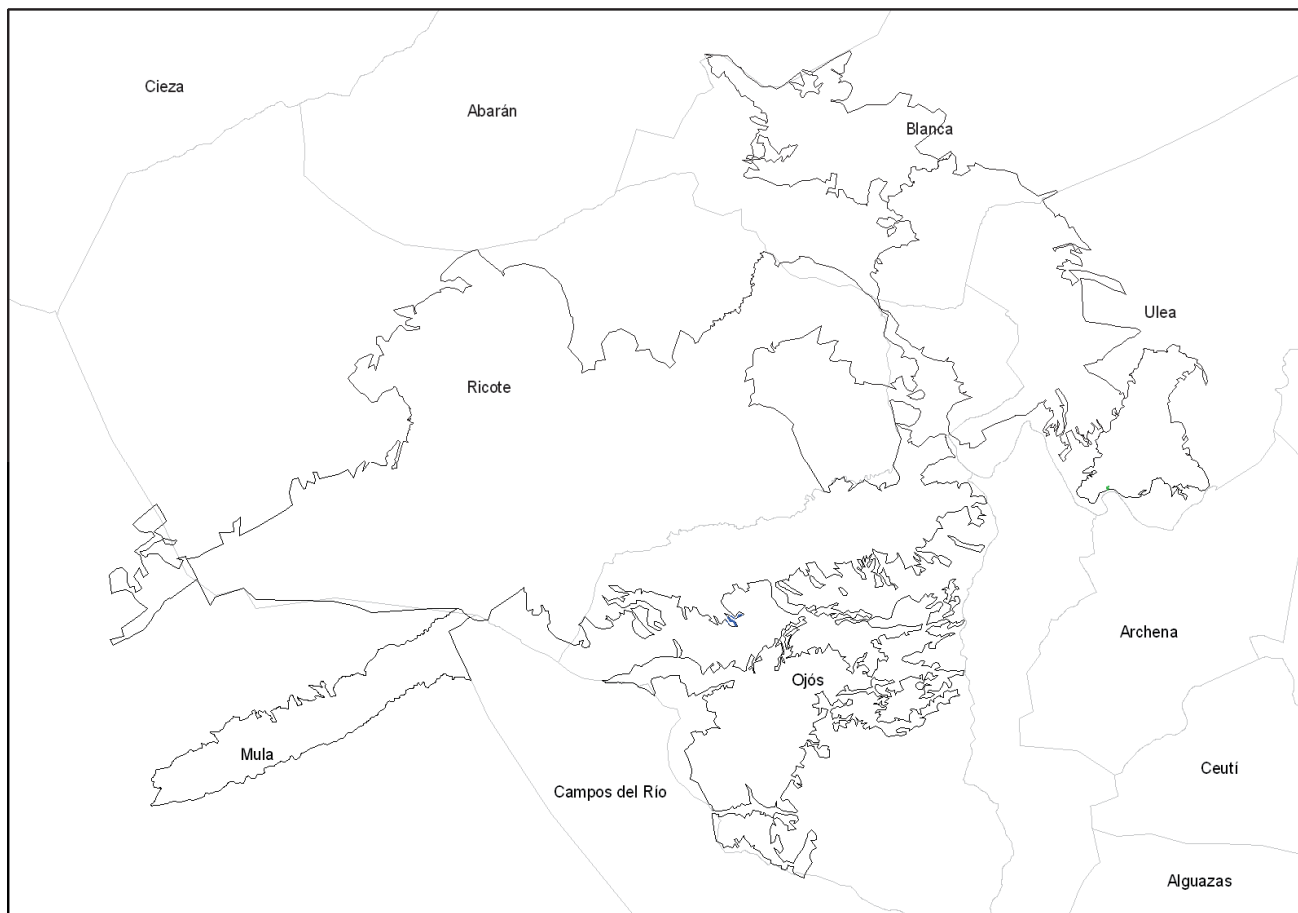 Cieza
Abarán
Blanca
Ulea
Ricote
Archena
Ojós
Mula
Ceutí
Campos del Río
Alguazas